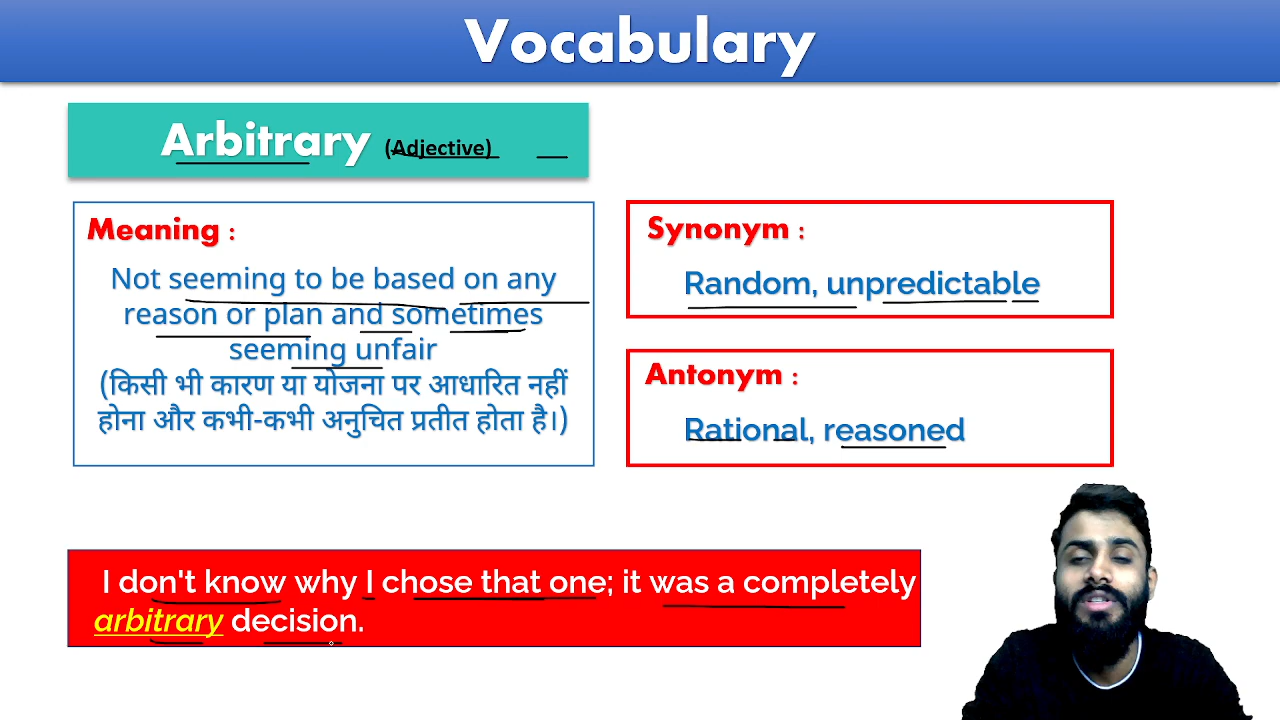 Vocabulary
Arbitrary (Adjective)
Meaning :
Not seeming to be based on any
reason or plan and sometimes
seeming unfair
(किसी भी कारण या योजना पर आधारित नहीं
होना और कभी-कभी अनुचित प्रतीत होता है।)
Synonym :
Random, unpredictable
Antonym :
Rational, reasoned
I don't know why I chose that one; it was a completely
arbitrary decision.